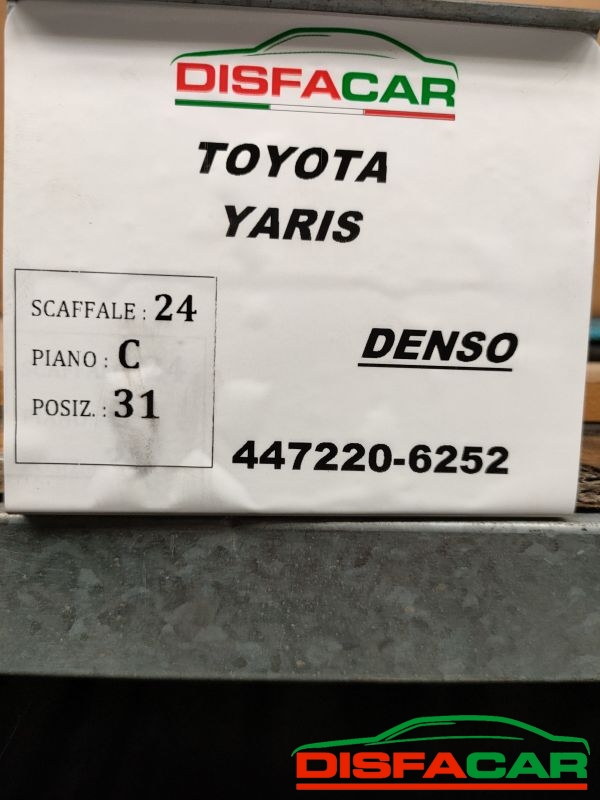 DISFACAR
TOYOTA
YARIS
SCAFFALE : 24
PIANO : C
POSIZ. : 31
DENSO
447220-6252
DISFACAR